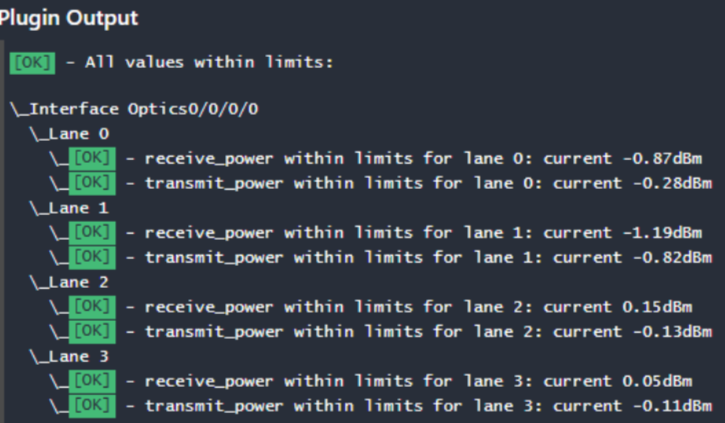 Plugin Output
[OK] - All values within limits:
\_Interface Optics0/0/0/0
\_Lane 0
\_[OK] - receive_power within limits for lane 0: current -0.87dBm
\_[OK] - transmit_power within limits for lane 0: current -0.28dBm
\_Lane 1
\_[OK] - receive_power within limits for lane 1: current -1.19dBm
\_[OK] - transmit_power within limits for lane 1: current -0.82dBm
\_Lane 2
\_[OK] - receive_power within limits for lane 2: current 0.15dBm
\_[OK] - transmit_power within limits for lane 2: current -0.13dBm
\_Lane 3
\_[OK] - receive_power within limits for lane 3: current 0.05dBm
\_[OK] - transmit_power within limits for lane 3: current -0.11dBm